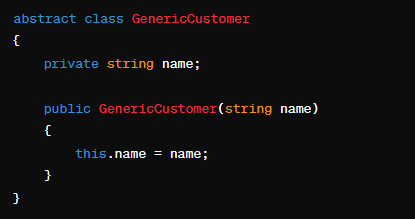 abstract class GenericCustomer
{
    private string name;

    public GenericCustomer(string name)
    {
        this.name = name;
    }
}